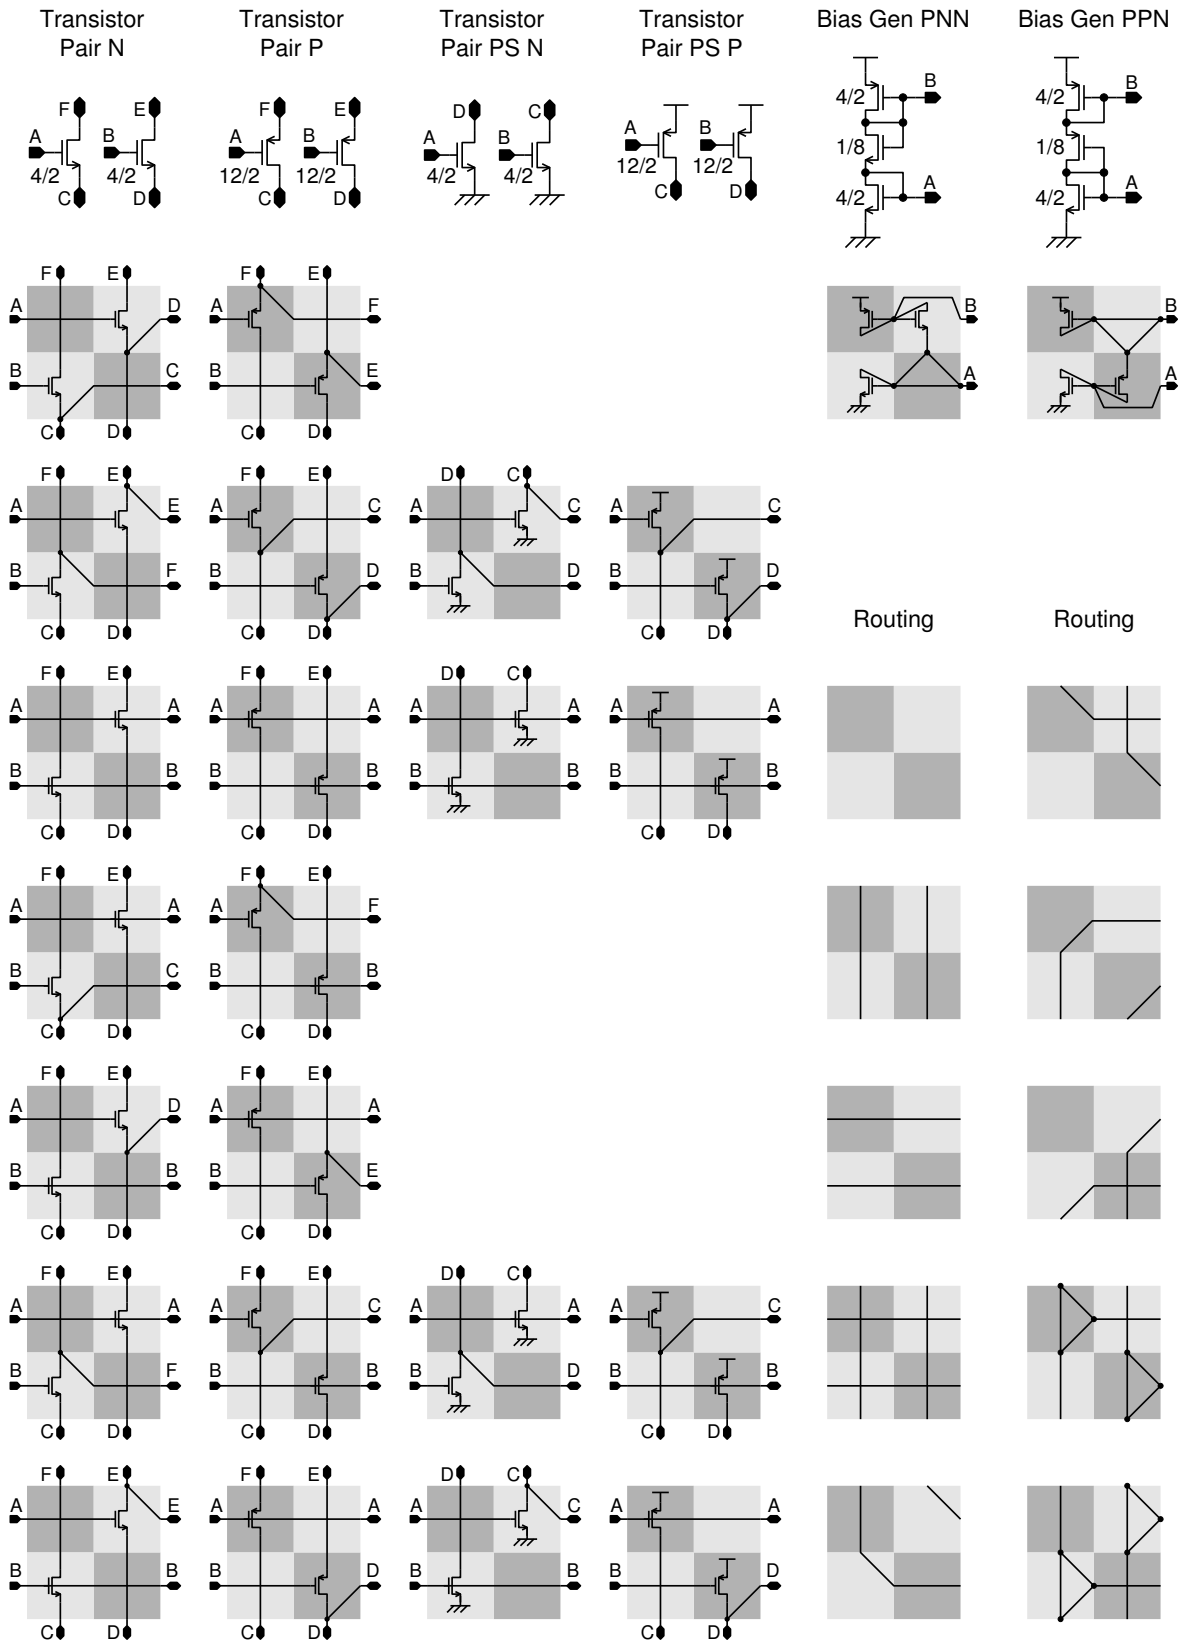 Transistor Transistor Transistor Transistor Bias Gen PNN Bias Gen PPN
Pair N Pair P Pair PS N Pair PS P
4/2 B 4/2 B
F E F E D C
A B A B A B A B 1/8 1/8
4/2 4/2 12/2 12/2 4/2 4/2 12/2 12/2
C D C D C D 4/2 A 4/2 A
F E F E
A D A F B B
B C B E A A
C D C D
F E F E D C
A E A C A C A C
B F B D B D B D
C D C D C D
Routing Routing
F E F E D C
A A A A A A A A
B B B B B B B B
C D C D C D
F E F E
A A A F
B C B B
C D C D
F E F E
A D A A
B B B E
C D C D
F E F E D C
A A A C A A A C
B F B B B D B B
C D C D C D
F E F E D C
A E A A A C A A
B B B D B B B D
C D C D C D